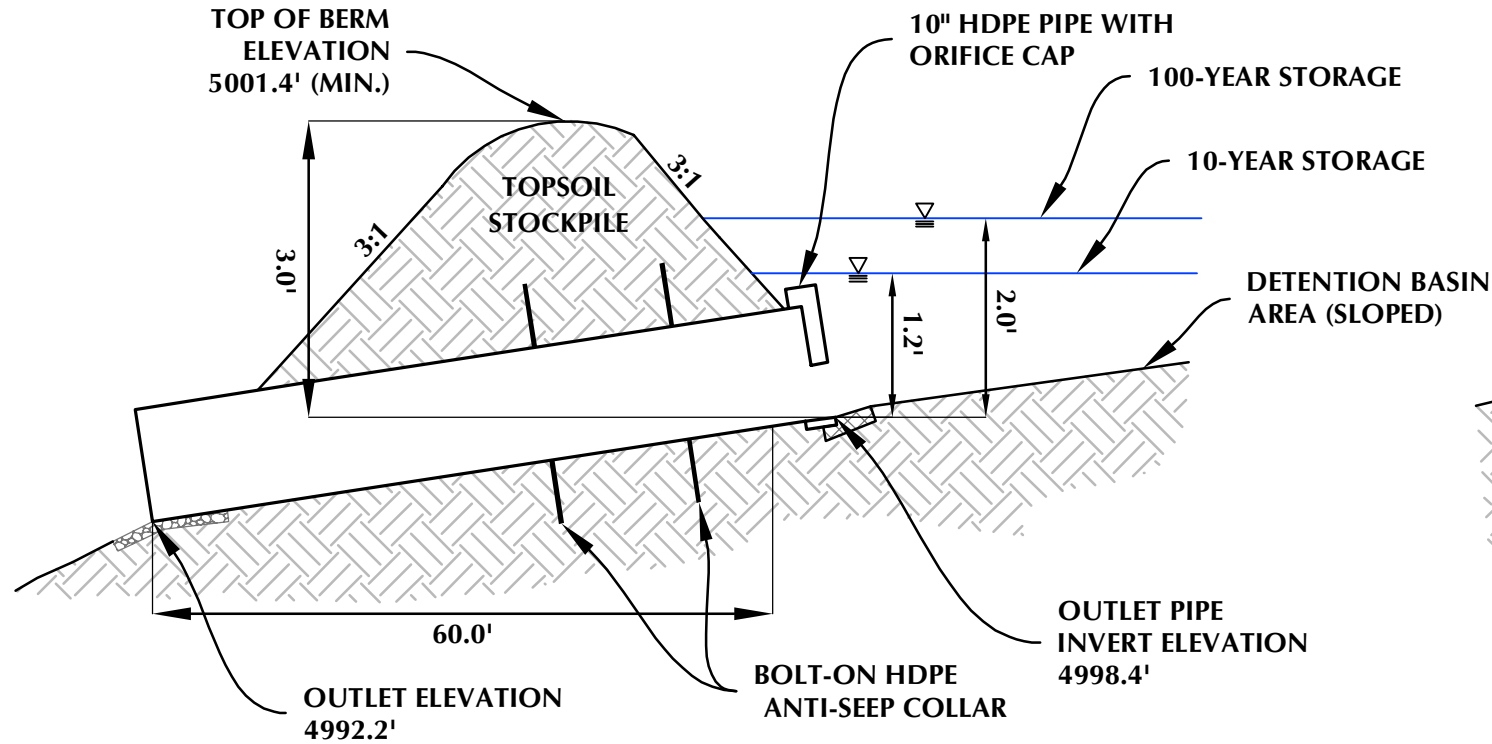 TOP OF BERM
ELEVATION
5001.4' (MIN.)
10" HDPE PIPE WITH
ORIFICE CAP
100-YEAR STORAGE
10-YEAR STORAGE
TOPSOIL
STOCKPILE
3:1
3:1
3.0'
1.2'
2.0'
DETENTION BASIN
AREA (SLOPED)
60.0'
OUTLET ELEVATION
4992.2'
BOLT-ON HDPE
ANTI-SEEP COLLAR
OUTLET PIPE
INVERT ELEVATION
4998.4'